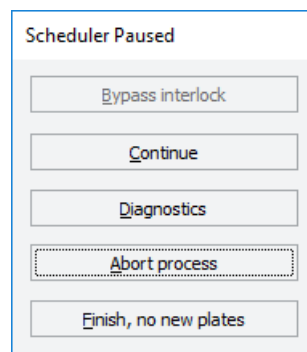 Scheduler Paused
Bypass interlock
Continue
Diagnostics
Abort process
Finish, no new plates